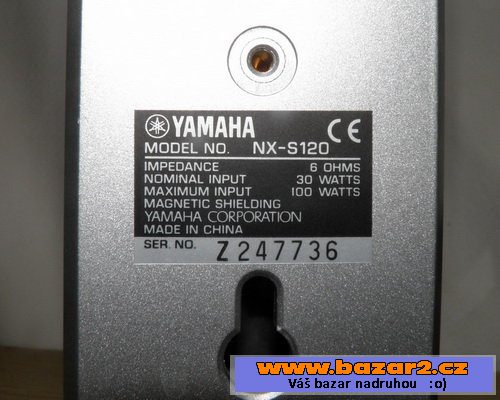 YAMAHA CE
MODEL NO. NX-S120
IMPEDANCE 6 OHMS
NOMINAL INPUT 30 WATTS
MAXIMUM INPUT 100 WATTS
MAGNETIC SHIELDING
YAMAHA CORPORATION
MADE IN CHINA
SER. NO. Z247736
www.bazar2.cz
Váš bazar nadruhou :o)